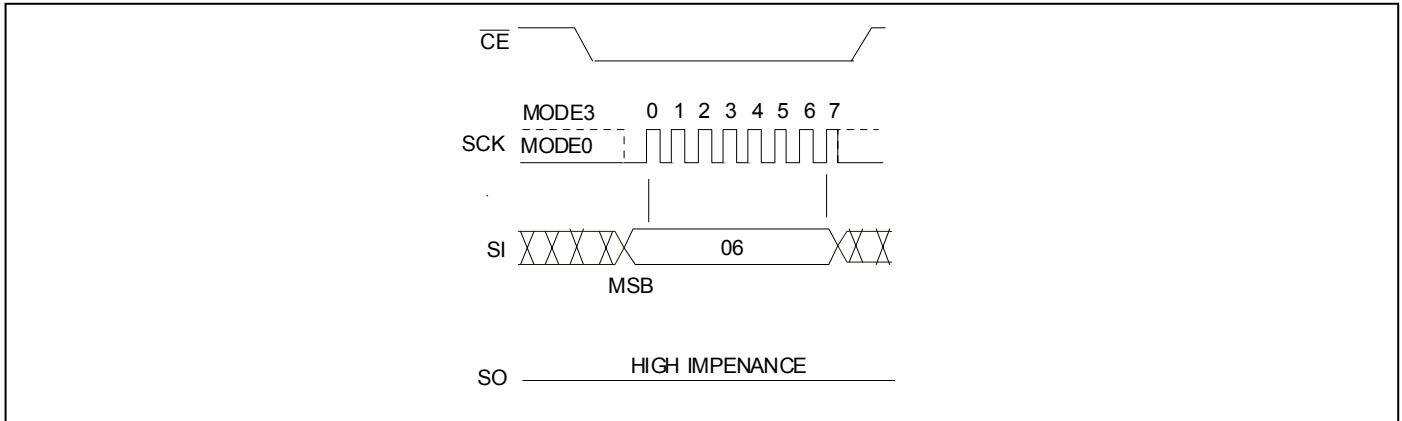 CE
MODE3 0 1 2 3 4 5 6 7
SCK MODE0
SI 06
MSB
HIGH IMPENANCE
SO